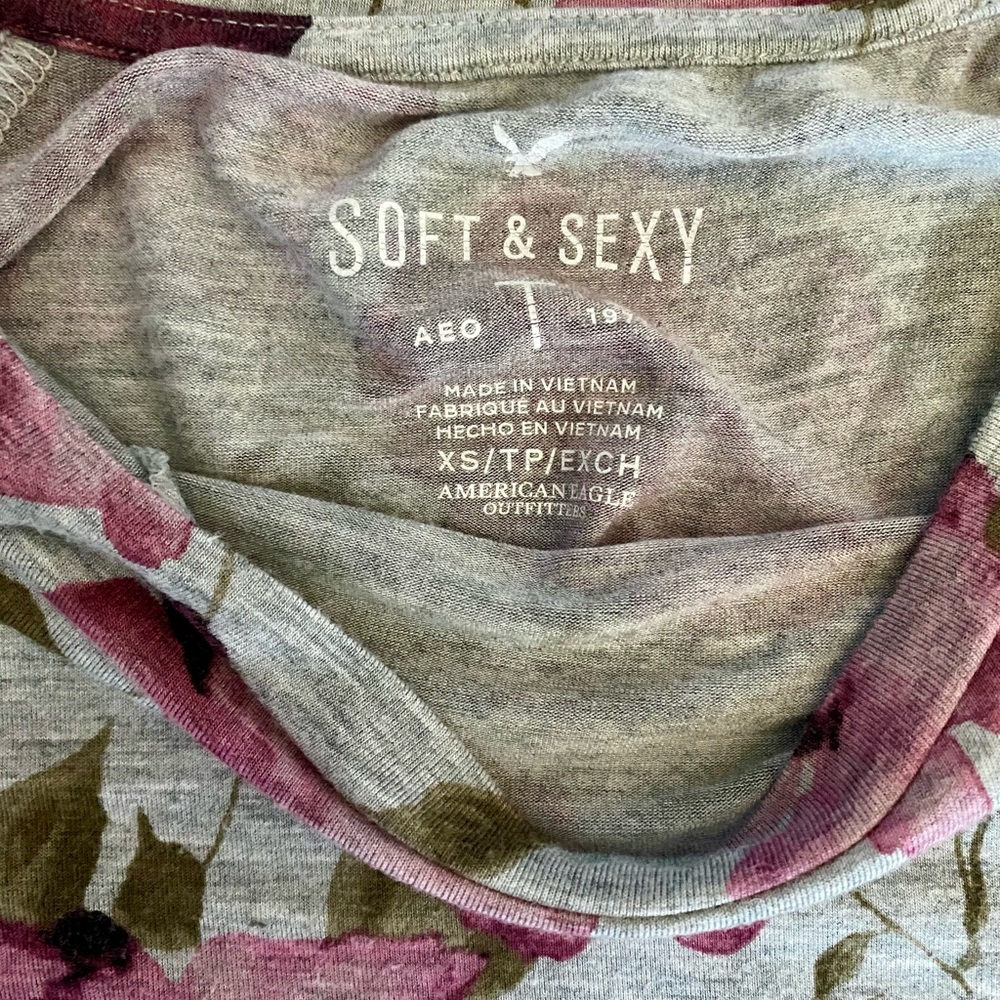 SOFT & SEXY
AEO T
MADE IN VIETNAM
FABRIQUÉ AU VIETNAM
HECHO EN VIETNAM
XS/TP/EXCH
AMERICAN EAGLE
OUTFITTERS